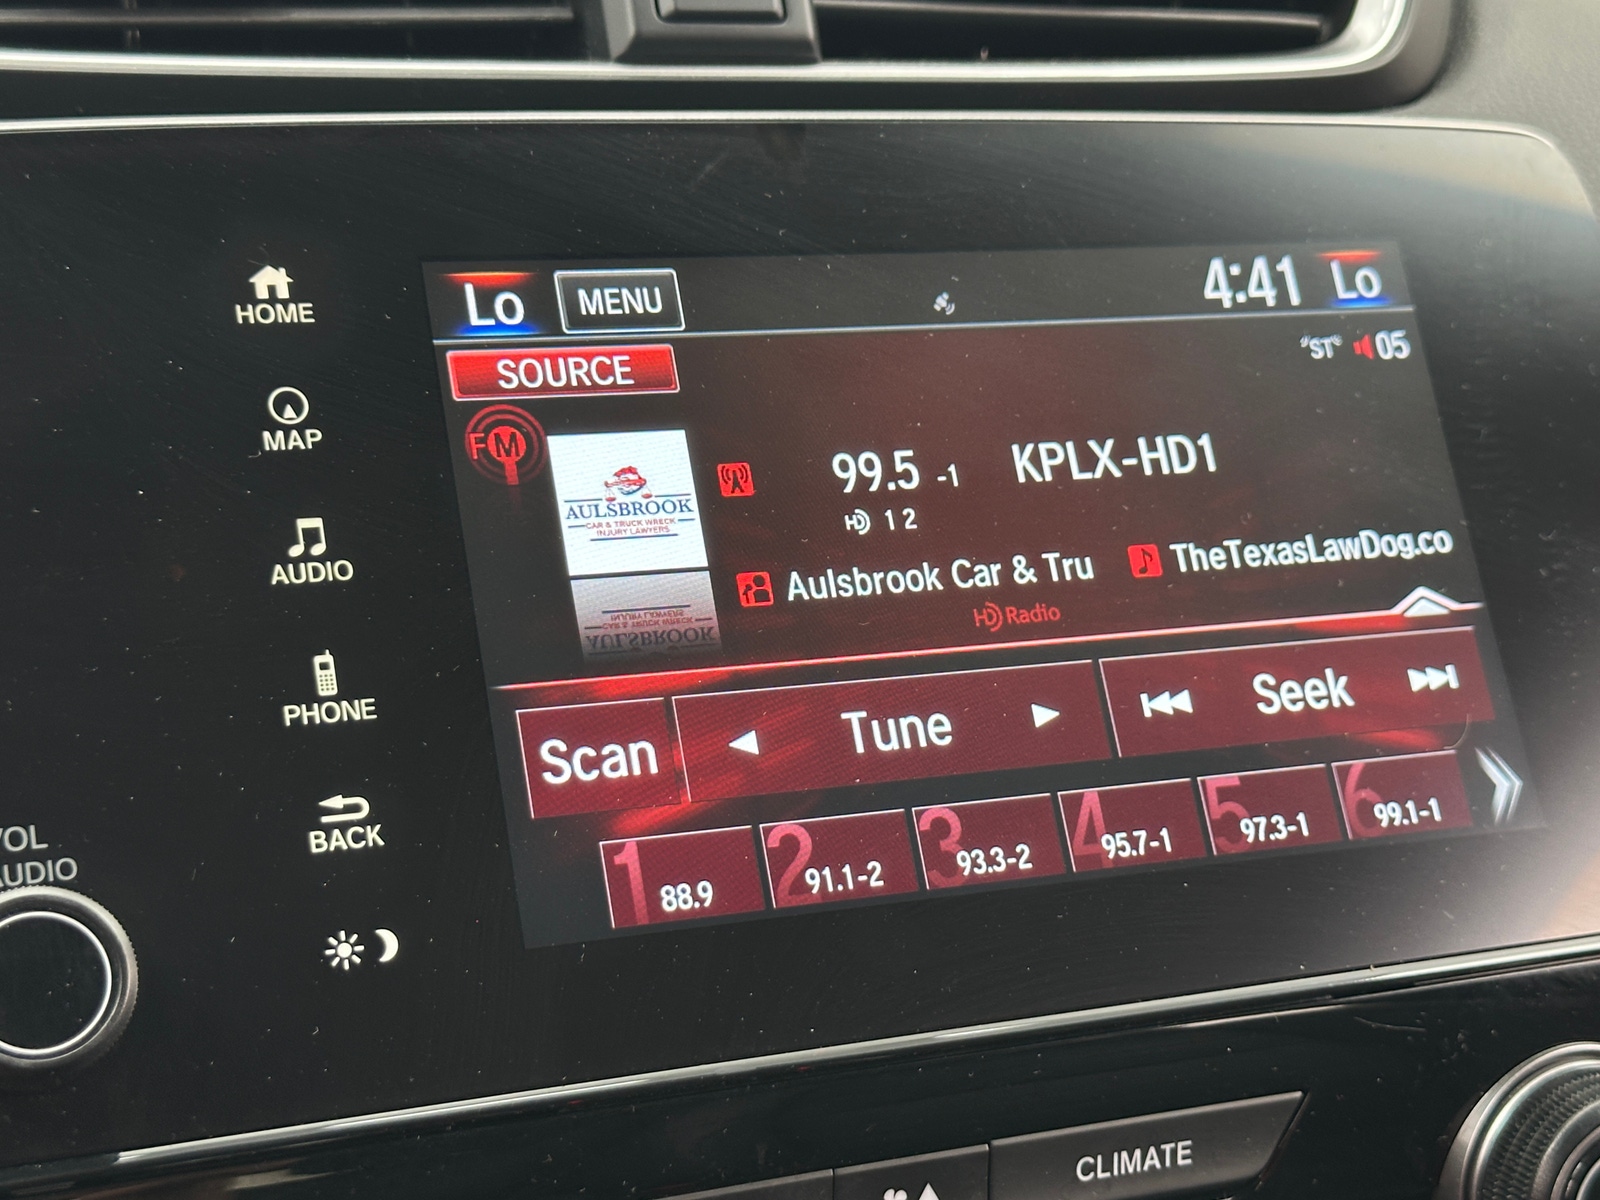 HOME
MAP
AUDIO
PHONE
BACK
VOL
AUDIO
Lo
MENU
4:41
Lo
SOURCE
"ST"
05
FM
AULSBROOK
CAR & TRUCK WRECK
INJURY LAWYERS
99.5 -1
KPLX-HD1
HD 1 2
Aulsbrook Car & Tru
TheTexasLawDog.co
HD Radio
Scan
Tune
Seek
1 88.9
2 91.1-2
3 93.3-2
4 95.7-1
5 97.3-1
6 99.1-1
CLIMATE